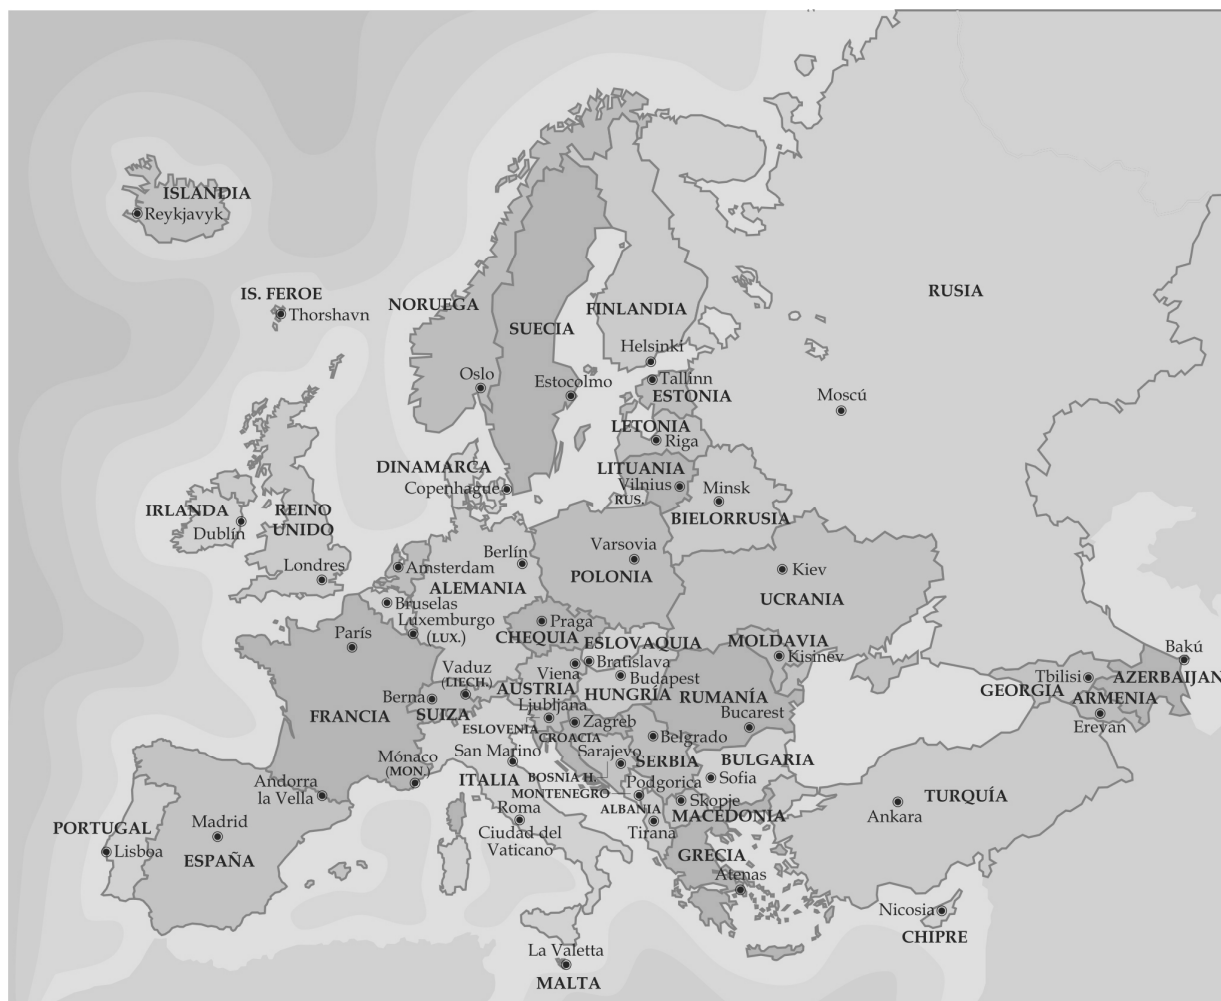 ISLANDIA
Reykjavyk
IS. FEROE
Thorshavn
NORUEGA
SUECIA
FINLANDIA
RUSIA
Helsinki
Oslo
Estocolmo
Tallinn
ESTONIA
Moscú
LETONIA
Riga
DINAMARCA
Copenhague
LITUANIA
Vilnius
RUS.
Minsk
BIELORRUSIA
IRLANDA
Dublín
REINO
UNIDO
Londres
Amsterdam
Berlín
ALEMANIA
Varsovia
POLONIA
Kiev
UCRANIA
Bruselas
Luxemburgo
(LUX.)
París
Praga
CHEQUIA
ESLOVAQUIA
Bratislava
MOLDAVIA
Kisinev
Bakú
Vaduz
(LIECH.)
Viena
AUSTRIA
Budapest
HUNGRÍA
RUMANÍA
Bucarest
Tbilisi
GEORGIA
AZERBAIJAN
ARMENIA
Erevan
FRANCIA
Berna
SUIZA
Ljubljana
ESLOVENIA
Zagreb
CROACIA
Belgrado
Mónaco
(MON.)
San Marino
ITALIA
Sarajevo
BOSNIA H.
SERBIA
BULGARIA
Sofia
MONTENEGRO
Podgorica
Andorra
la Vella
Roma
Ciudad del
Vaticano
ALBANIA
Tirana
Skopje
MACEDONIA
TURQUÍA
Ankara
PORTUGAL
Lisboa
Madrid
ESPAÑA
GRECIA
Atenas
Nicosia
CHIPRE
La Valetta
MALTA